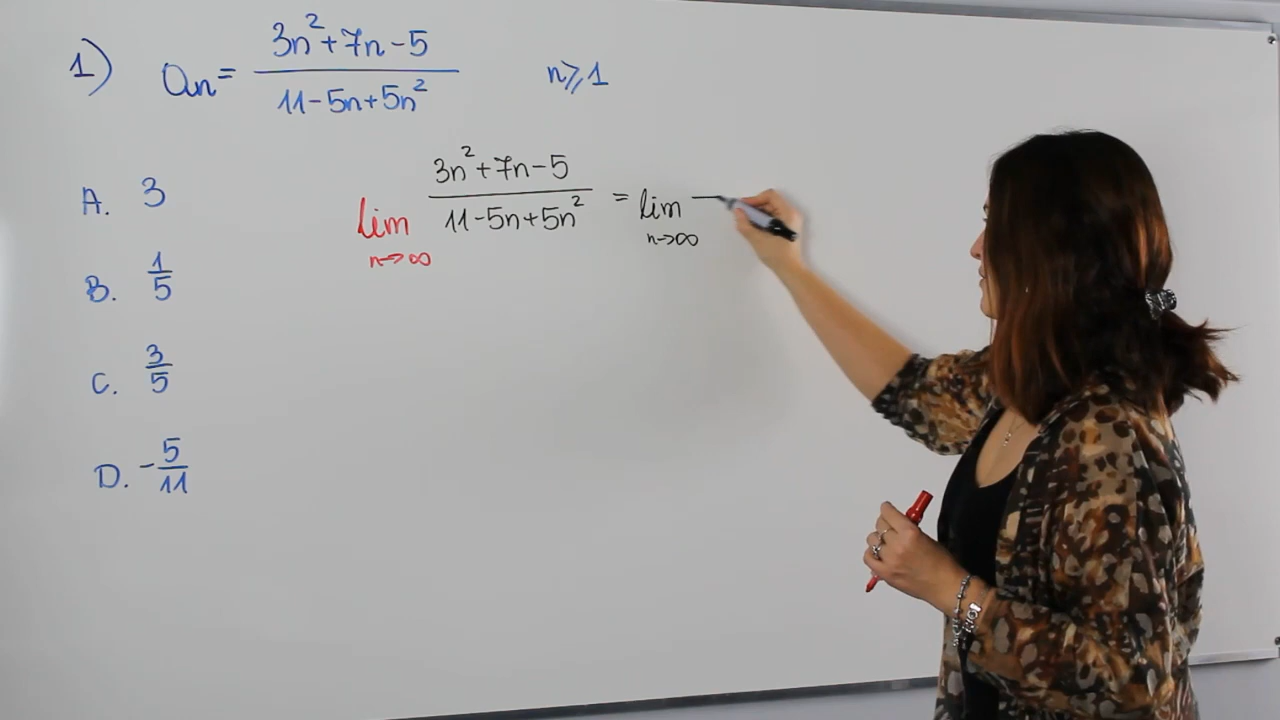 1) an = 3n²+7n-5 / 11-5n+5n² n⩾1
lim n→∞ 3n²+7n-5 / 11-5n+5n² = lim n→∞
A. 3
B. 1/5
C. 3/5
D. -5/11